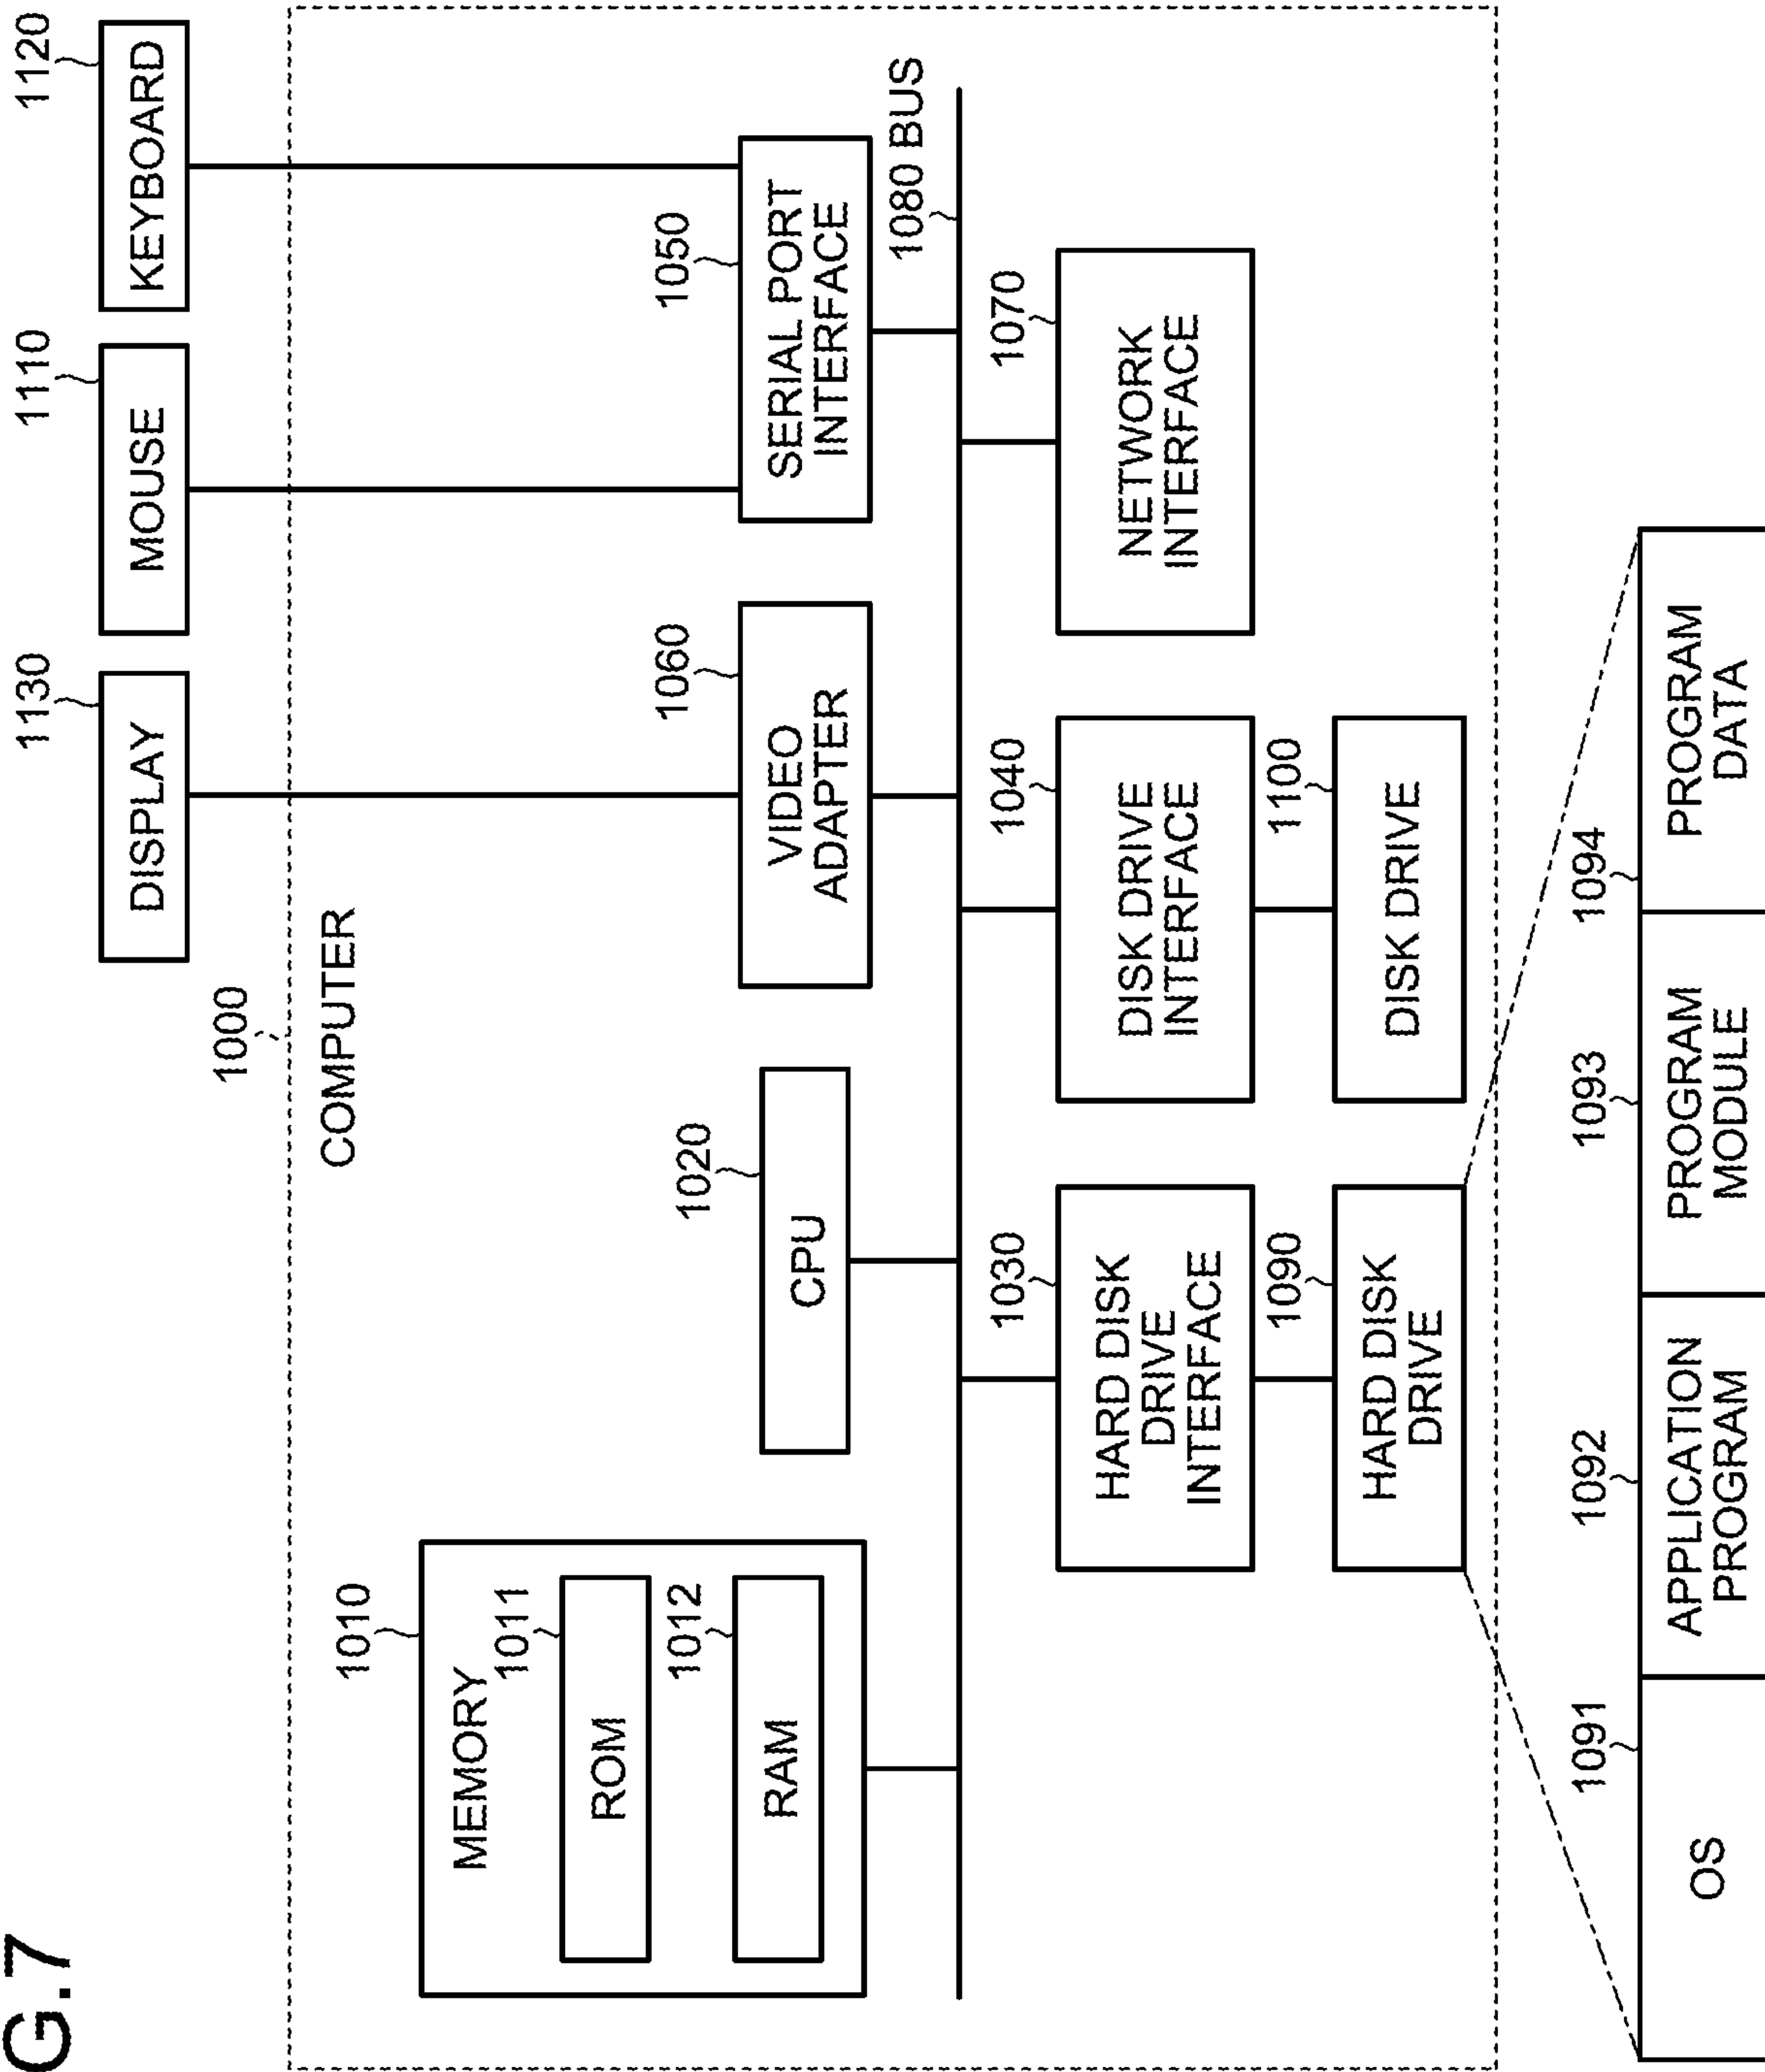 G.7
1000
COMPUTER
1130
DISPLAY
1110
MOUSE
1120
KEYBOARD
1010
MEMORY
1011
ROM
1012
RAM
1020
CPU
1060
VIDEO
ADAPTER
1050
SERIAL PORT
INTERFACE
1080 BUS
1030
HARD DISK
DRIVE
INTERFACE
1040
DISK DRIVE
INTERFACE
1070
NETWORK
INTERFACE
1090
HARD DISK
DRIVE
1100
DISK DRIVE
1091
OS
1092
APPLICATION
PROGRAM
1093
PROGRAM
MODULE
1094
PROGRAM
DATA